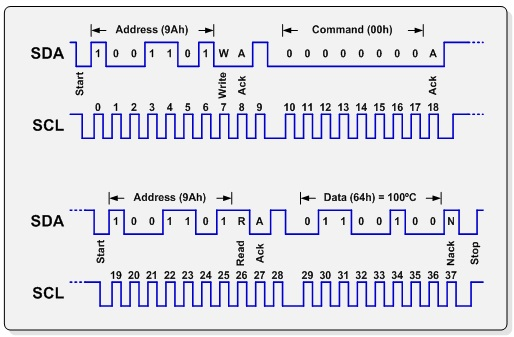 Address (9Ah) Command (00h)
SDA 1 0 0 1 1 0 1 W A 0 0 0 0 0 0 0 0 A
Start Write Ack Ack
0 1 2 3 4 5 6 7 8 9 10 11 12 13 14 15 16 17 18
SCL
Address (9Ah) Data (64h) = 100ºC
SDA 1 0 0 1 1 0 1 R A 0 1 1 0 0 1 0 0 N
Start Read Ack Nack Stop
19 20 21 22 23 24 25 26 27 28 29 30 31 32 33 34 35 36 37
SCL